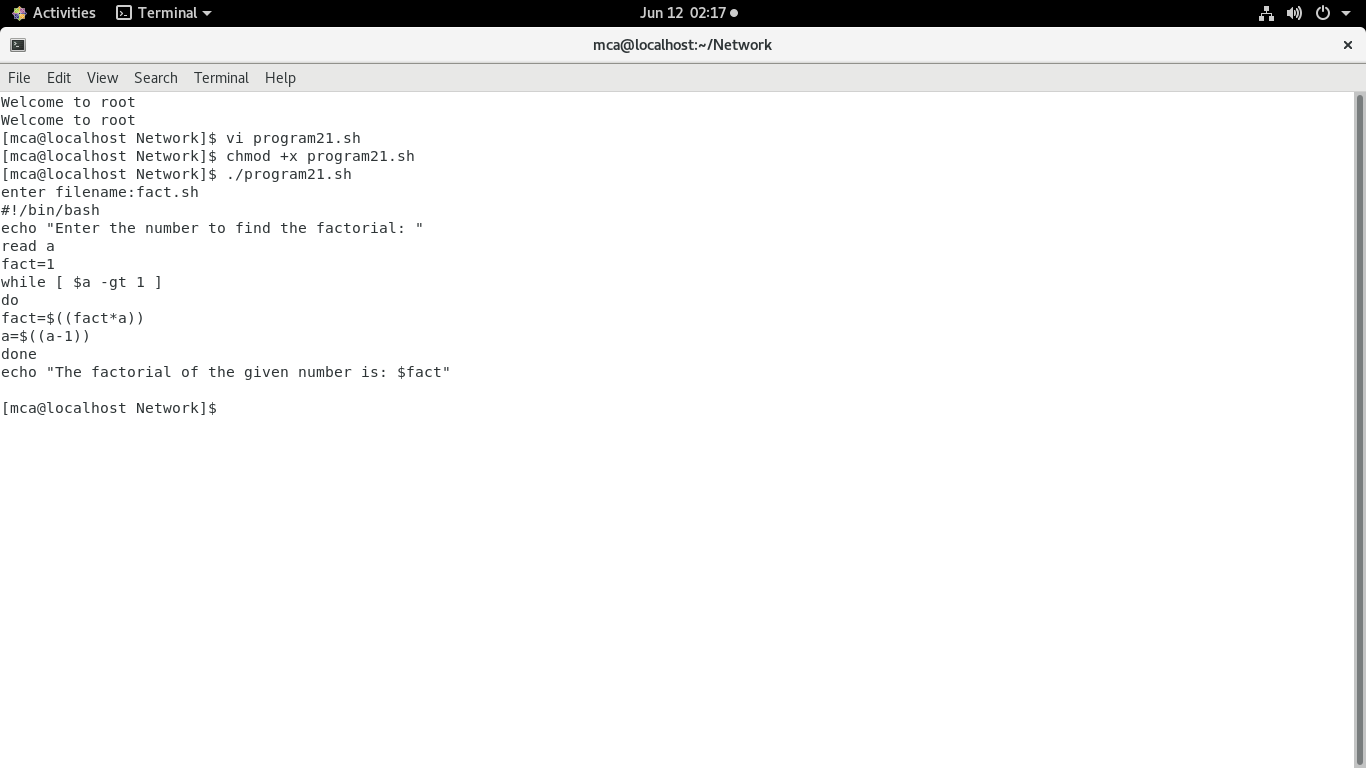 Activities Terminal Jun 12 02:17
mca@localhost:~/Network
File Edit View Search Terminal Help
Welcome to root
Welcome to root
[mca@localhost Network]$ vi program21.sh
[mca@localhost Network]$ chmod +x program21.sh
[mca@localhost Network]$ ./program21.sh
enter filename:fact.sh
#!/bin/bash
echo "Enter the number to find the factorial: "
read a
fact=1
while [ $a -gt 1 ]
do
fact=$((fact*a))
a=$((a-1))
done
echo "The factorial of the given number is: $fact"
[mca@localhost Network]$